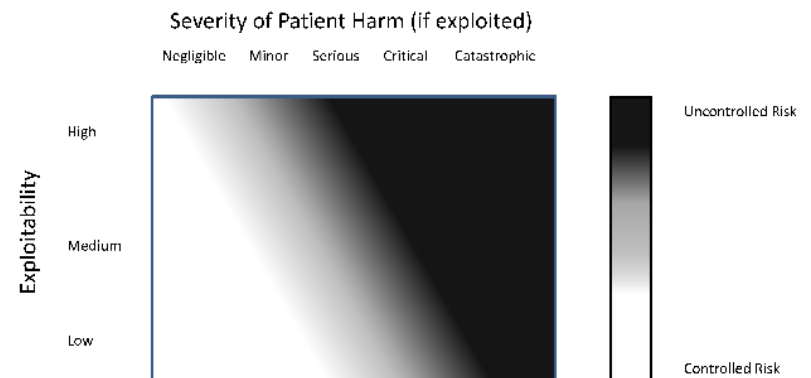 Severity of Patient Harm (if exploited)
Negligible Minor Serious Critical Catastrophic
Uncontrolled Risk
High
Exploitability
Medium
Low
Controlled Risk